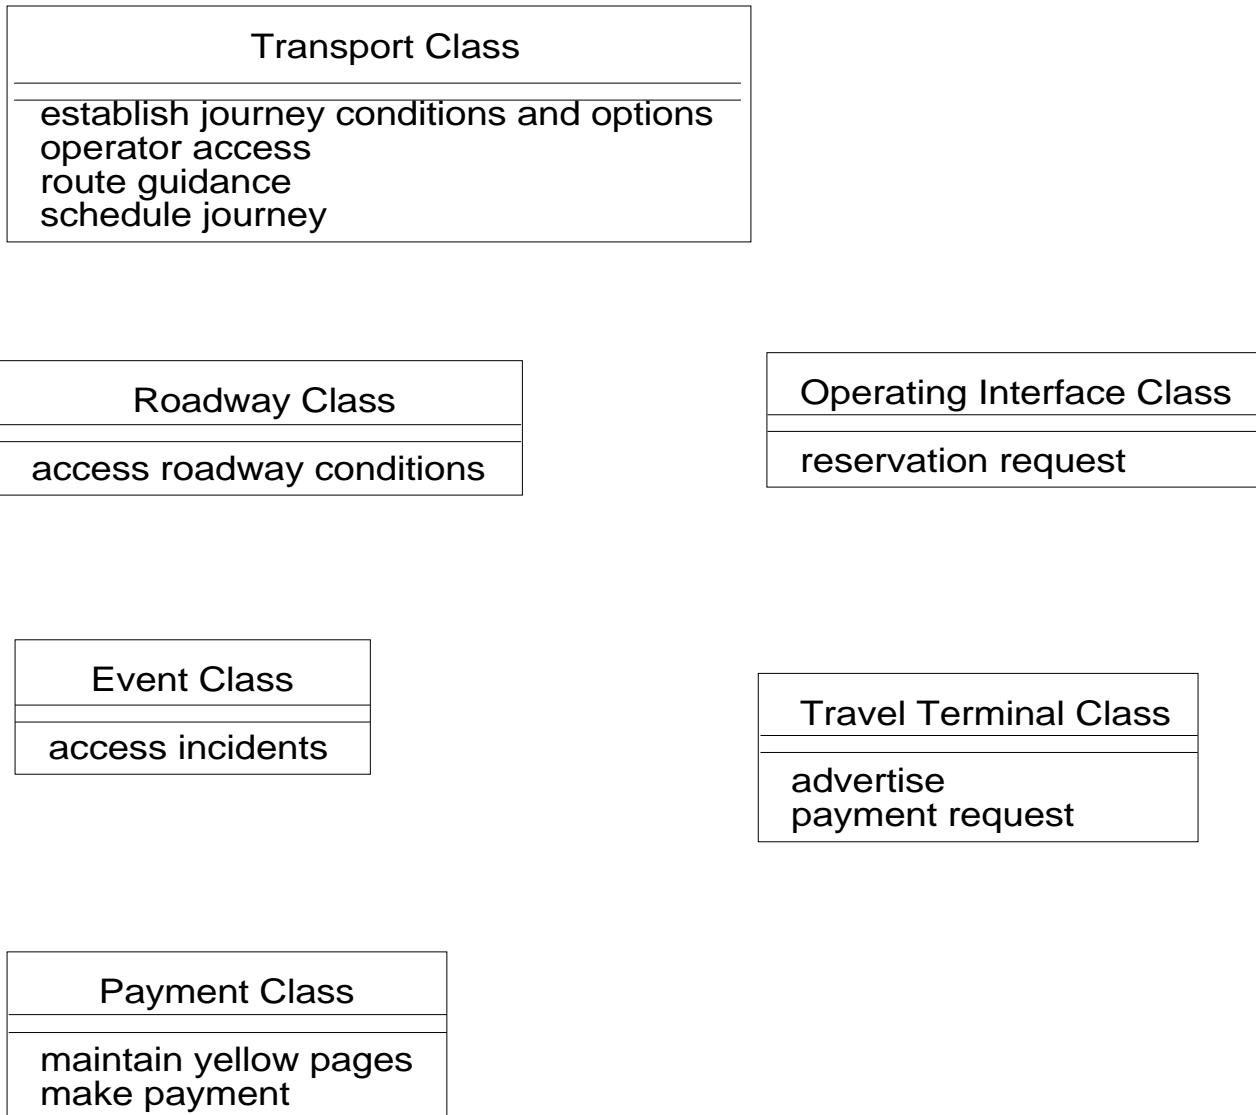 Transport Class
establish journey conditions and options
operator access
route guidance
schedule journey
Roadway Class
access roadway conditions
Operating Interface Class
reservation request
Event Class
access incidents
Travel Terminal Class
advertise
payment request
Payment Class
maintain yellow pages
make payment